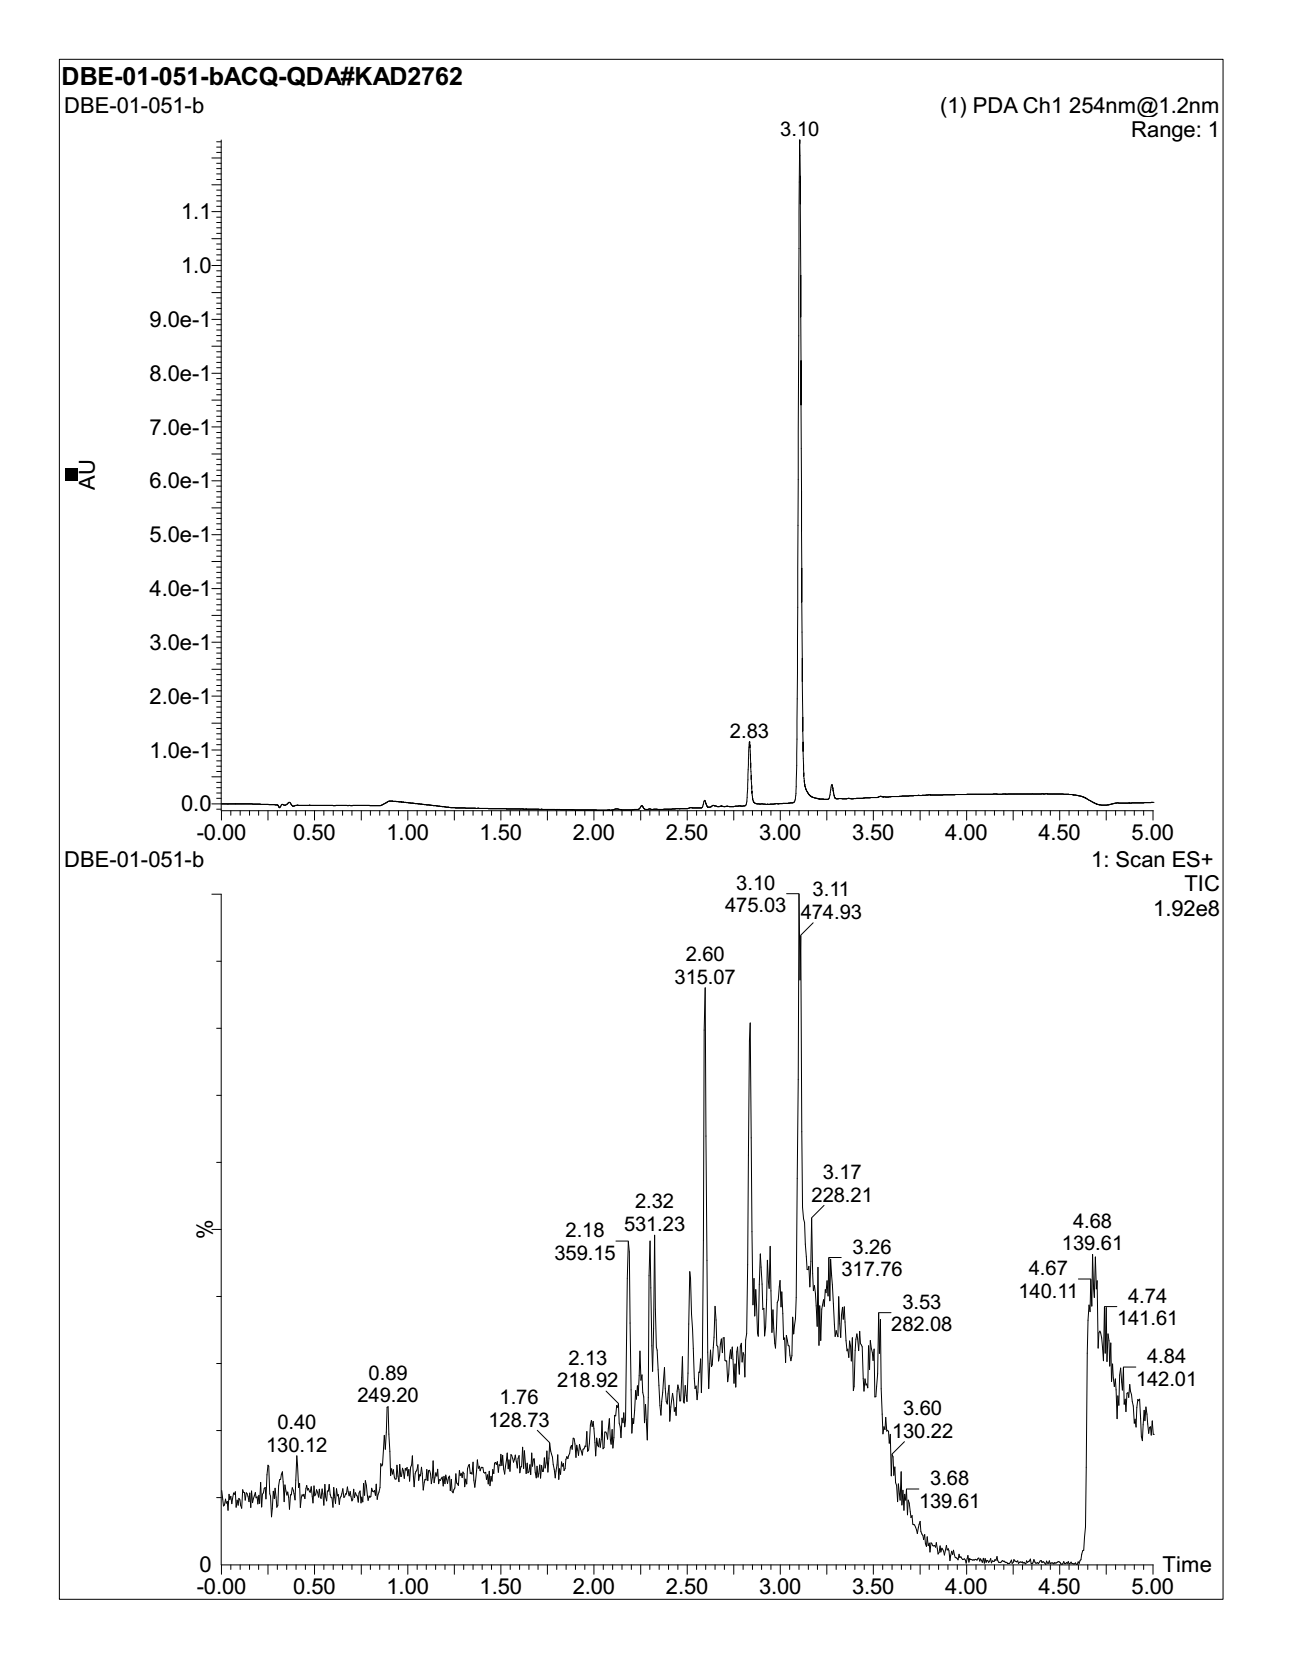 DBE-01-051-bACQ-QDA#KAD2762
DBE-01-051-b
(1) PDA Ch1 254nm@1.2nm
Range: 1
3.10
1.1
1.0
9.0e-1
8.0e-1
7.0e-1
6.0e-1
5.0e-1
4.0e-1
3.0e-1
2.0e-1
1.0e-1
0.0
AU
2.83
-0.00 0.50 1.00 1.50 2.00 2.50 3.00 3.50 4.00 4.50 5.00
DBE-01-051-b
1: Scan ES+
TIC
1.92e8
3.10
475.03
3.11
474.93
2.60
315.07
3.17
228.21
2.32
531.23
2.18
359.15
%
3.26
317.76
4.68
139.61
4.67
140.11
4.74
141.61
3.53
282.08
4.84
142.01
2.13
218.92
0.89
249.20
1.76
128.73
3.60
130.22
0.40
130.12
3.68
139.61
0
Time
-0.00 0.50 1.00 1.50 2.00 2.50 3.00 3.50 4.00 4.50 5.00